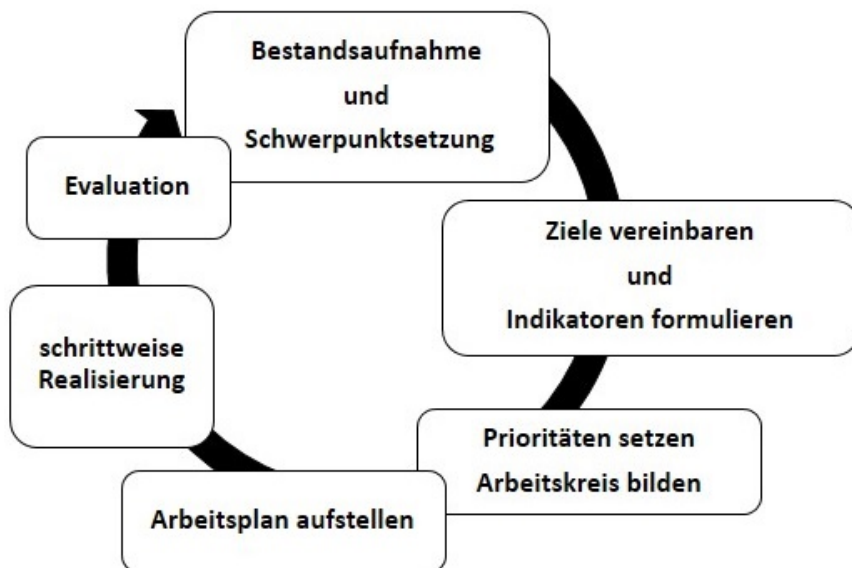 Bestandsaufnahme
und
Schwerpunktsetzung
Ziele vereinbaren
und
Indikatoren formulieren
Prioritäten setzen
Arbeitskreis bilden
Arbeitsplan aufstellen
schrittweise
Realisierung
Evaluation